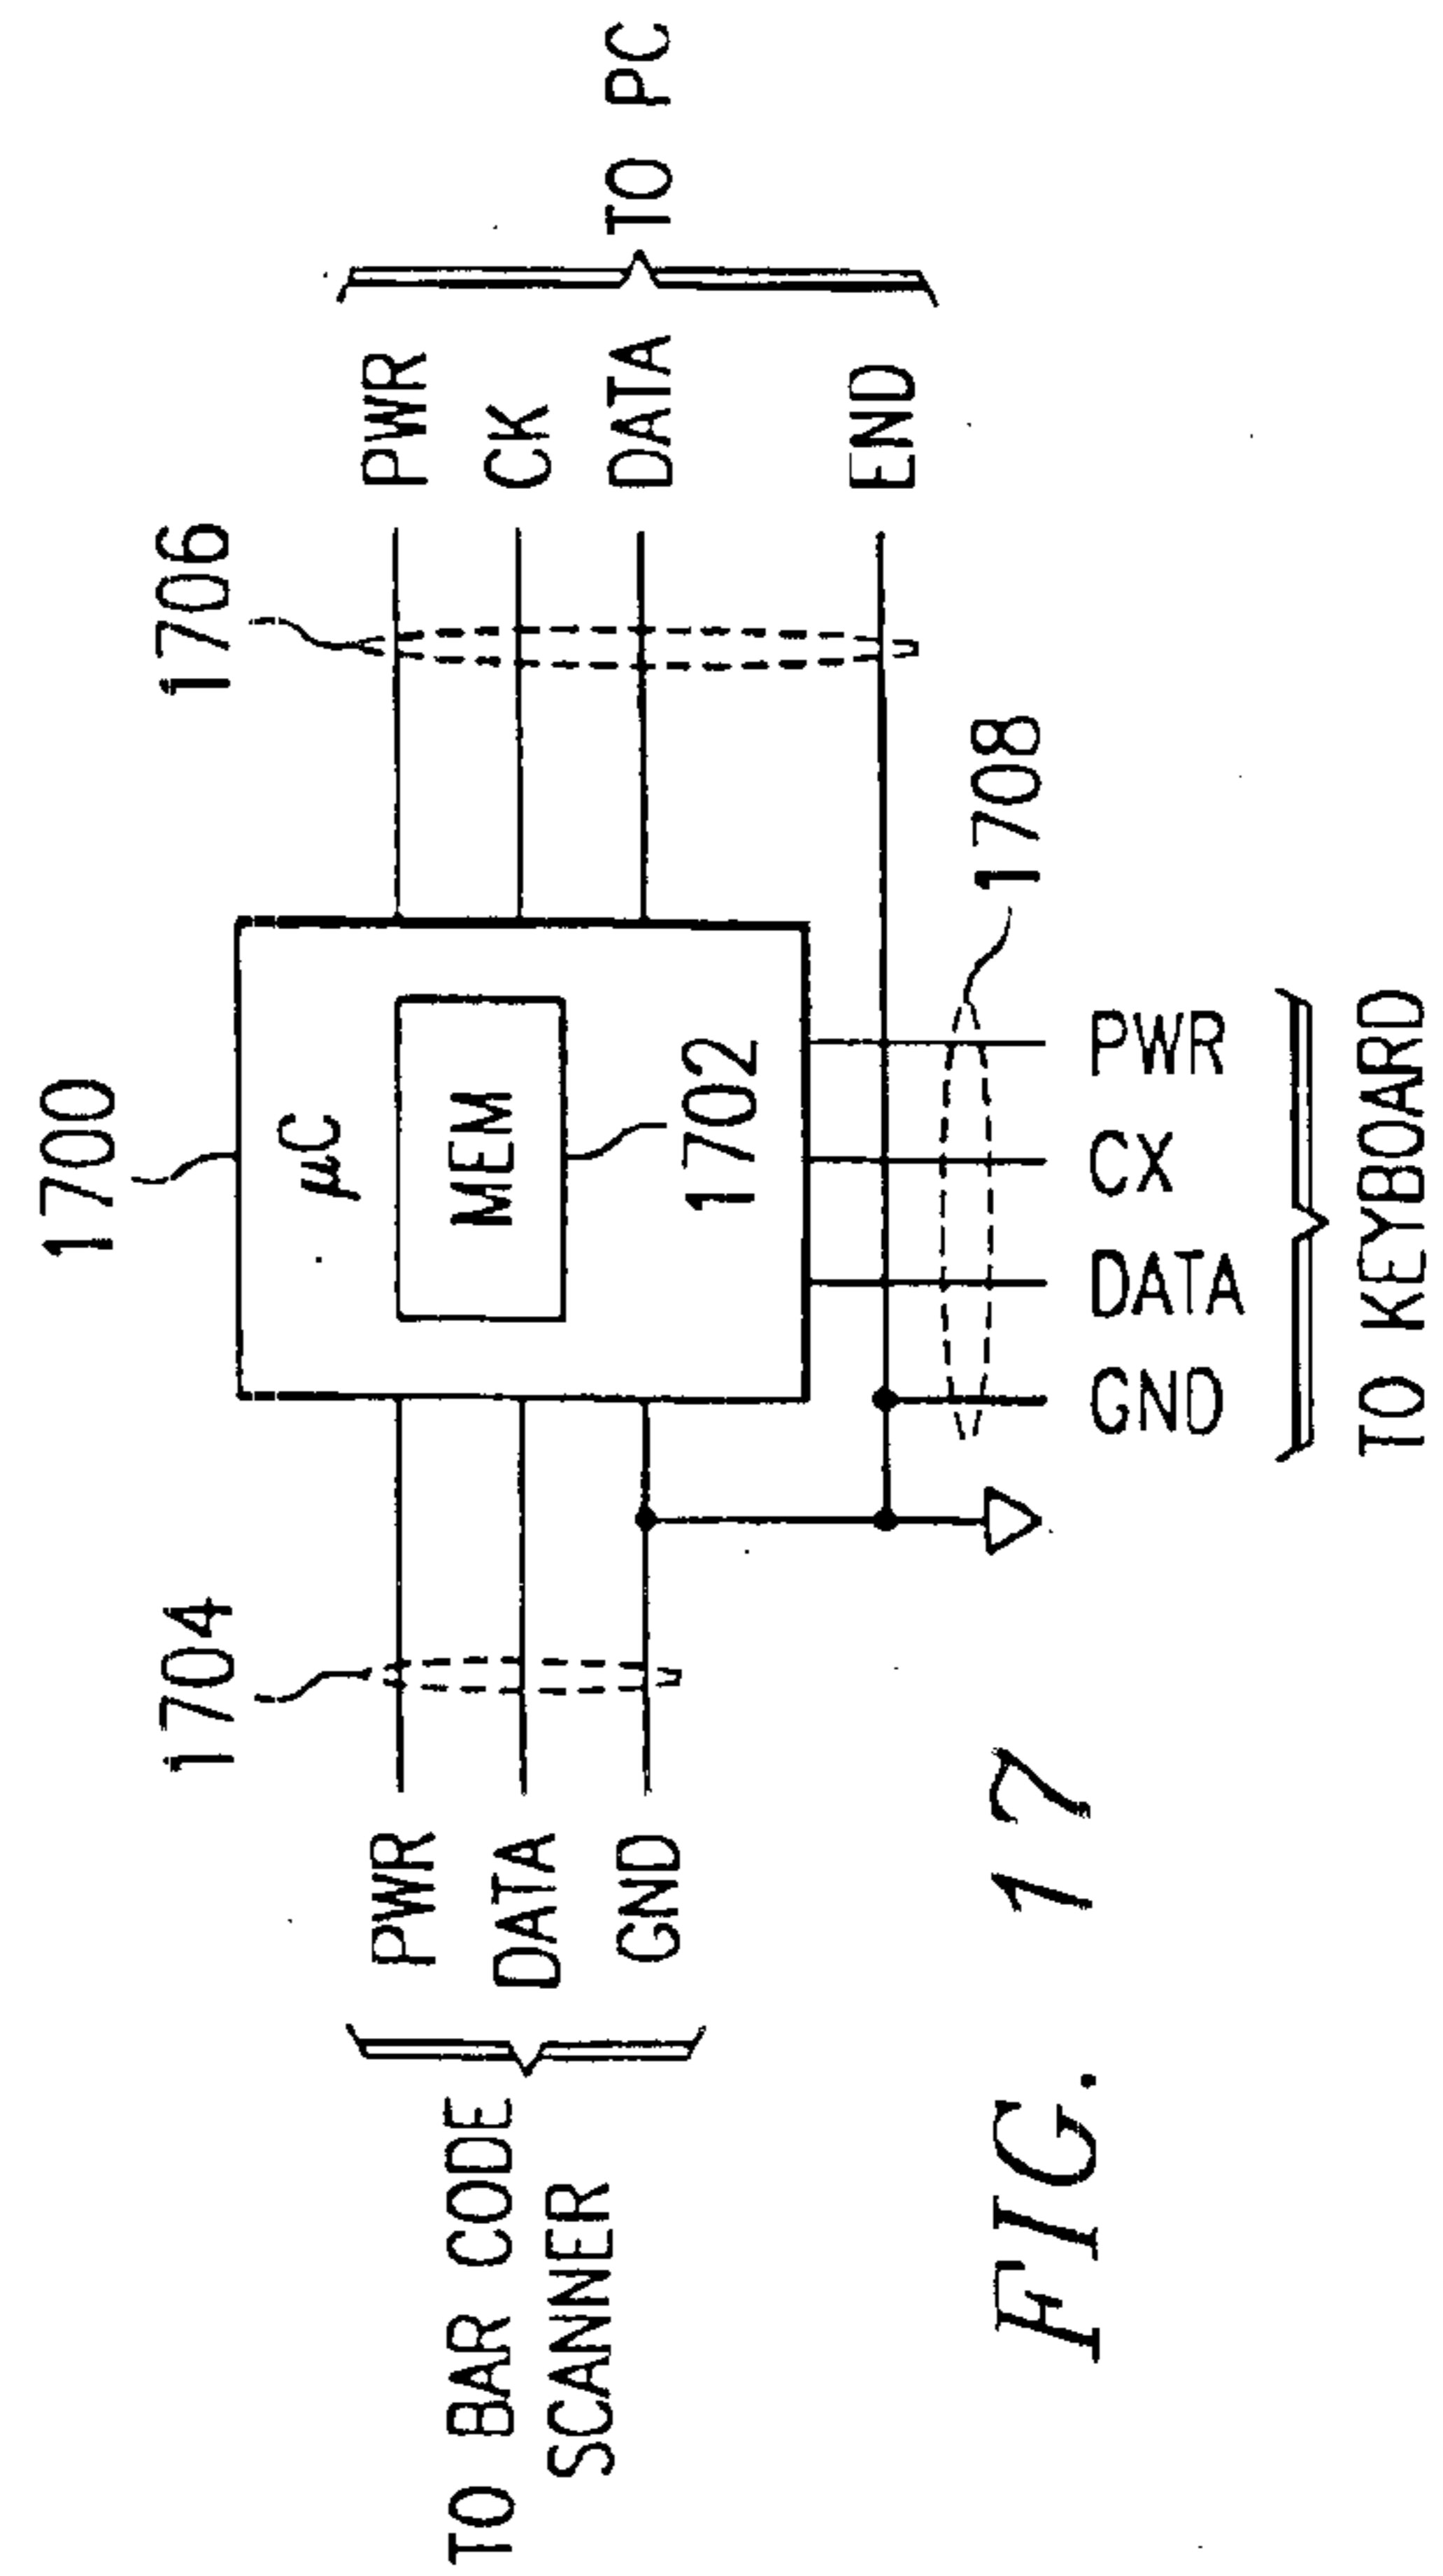 1700
1704
1706
µC
MEM
1702
PWR
DATA
GND
TO BAR CODE
SCANNER
PWR
CK
DATA
END
TO PC
1708
GND
DATA
CX
PWR
TO KEYBOARD
FIG. 17